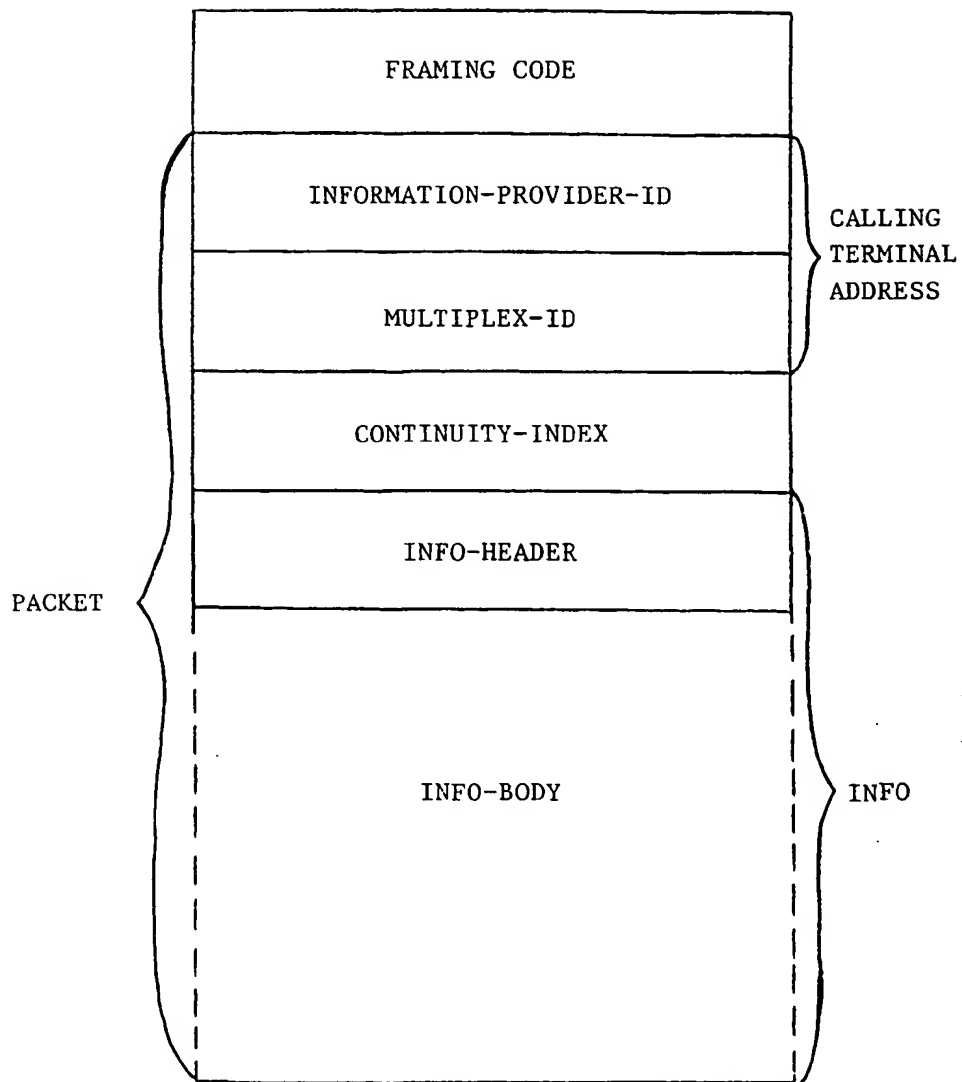 FRAMING CODE
INFORMATION-PROVIDER-ID
CALLING
TERMINAL
ADDRESS
MULTIPLEX-ID
CONTINUITY-INDEX
INFO-HEADER
PACKET
INFO-BODY
INFO